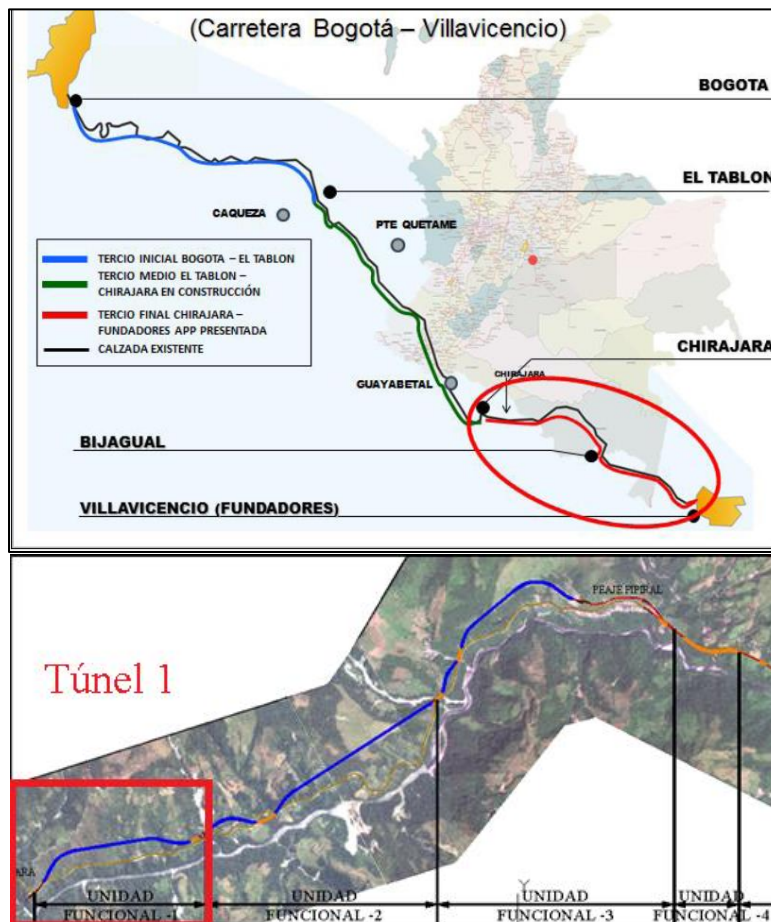 (Carretera Bogotá – Villavicencio)
BOGOTA
EL TABLON
CAQUEZA
PTE QUETAME
TERCIO INICIAL BOGOTA – EL TABLON
TERCIO MEDIO EL TABLON –
CHIRAJARA EN CONSTRUCCIÓN
TERCIO FINAL CHIRAJARA –
FUNDADORES APP PRESENTADA
CALZADA EXISTENTE
CHIRAJARA
CHIRAJARA
GUAYABETAL
BIJAGUAL
VILLAVICENCIO (FUNDADORES)
PEAJE PIPIRAL
Túnel 1
ARA
Y
UNIDAD
FUNCIONAL -1
UNIDAD
FUNCIONAL -2
UNIDAD
FUNCIONAL -3
UNIDAD
FUNCIONAL -4